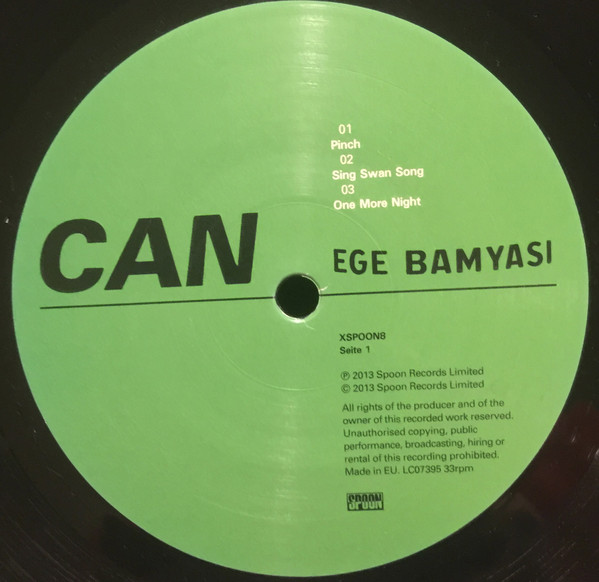 01
Pinch
02
Sing Swan Song
03
One More Night
CAN
EGE BAMYASI
XSPOON8
Seite 1
℗ 2013 Spoon Records Limited
© 2013 Spoon Records Limited
All rights of the producer and of the
owner of this recorded work reserved.
Unauthorised copying, public
performance, broadcasting, hiring or
rental of this recording prohibited.
Made in EU. LC07395 33rpm
SPOON